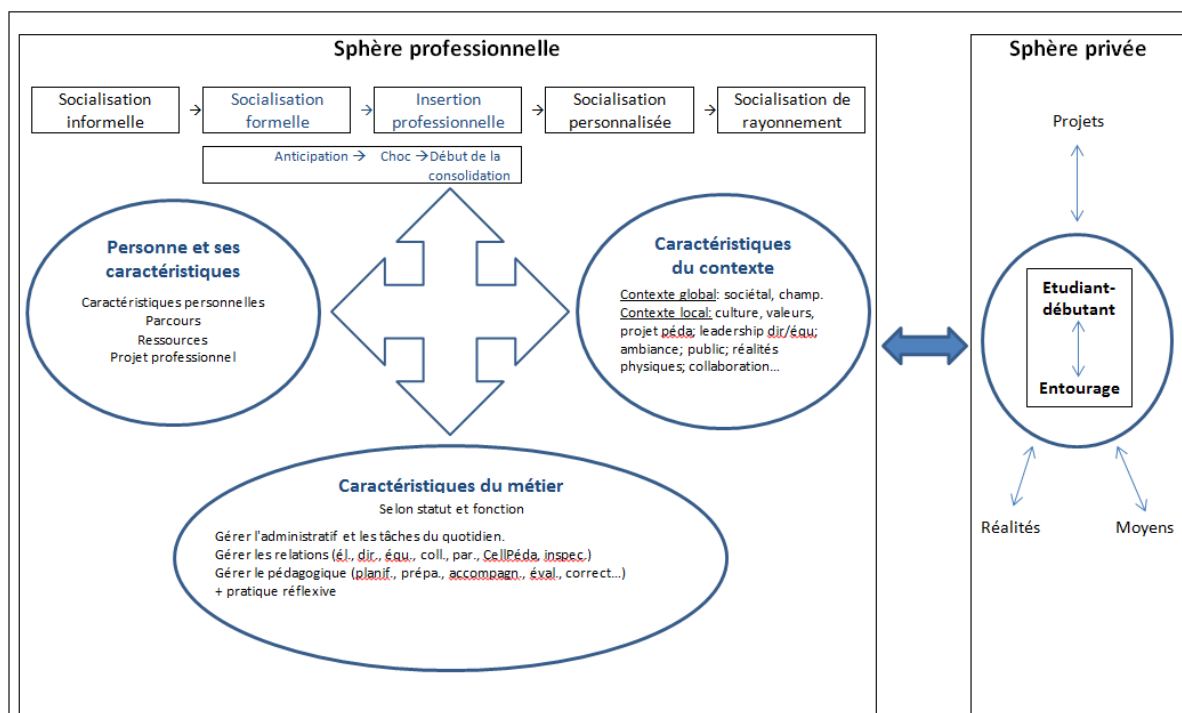 Sphère professionnelle
Socialisation
informelle
→
Socialisation
formelle
→
Insertion
professionnelle
→
Socialisation
personnalisée
→
Socialisation de
rayonnement
Anticipation → Choc → Début de la
consolidation
Personne et ses
caractéristiques
Caractéristiques personnelles
Parcours
Ressources
Projet professionnel
Caractéristiques
du contexte
Contexte global: sociétal, champ.
Contexte local: culture, valeurs,
projet péda; leadership dir/équ;
ambiance; public; réalités
physiques; collaboration...
Caractéristiques du métier
Selon statut et fonction
Gérer l'administratif et les tâches du quotidien.
Gérer les relations (él., dir., équ., coll., par., CellPéda, inspec.)
Gérer le pédagogique (planif., prépa., accompagn., éval., correct...)
+ pratique réflexive
Sphère privée
Projets
Etudiant-
débutant
Entourage
Réalités
Moyens